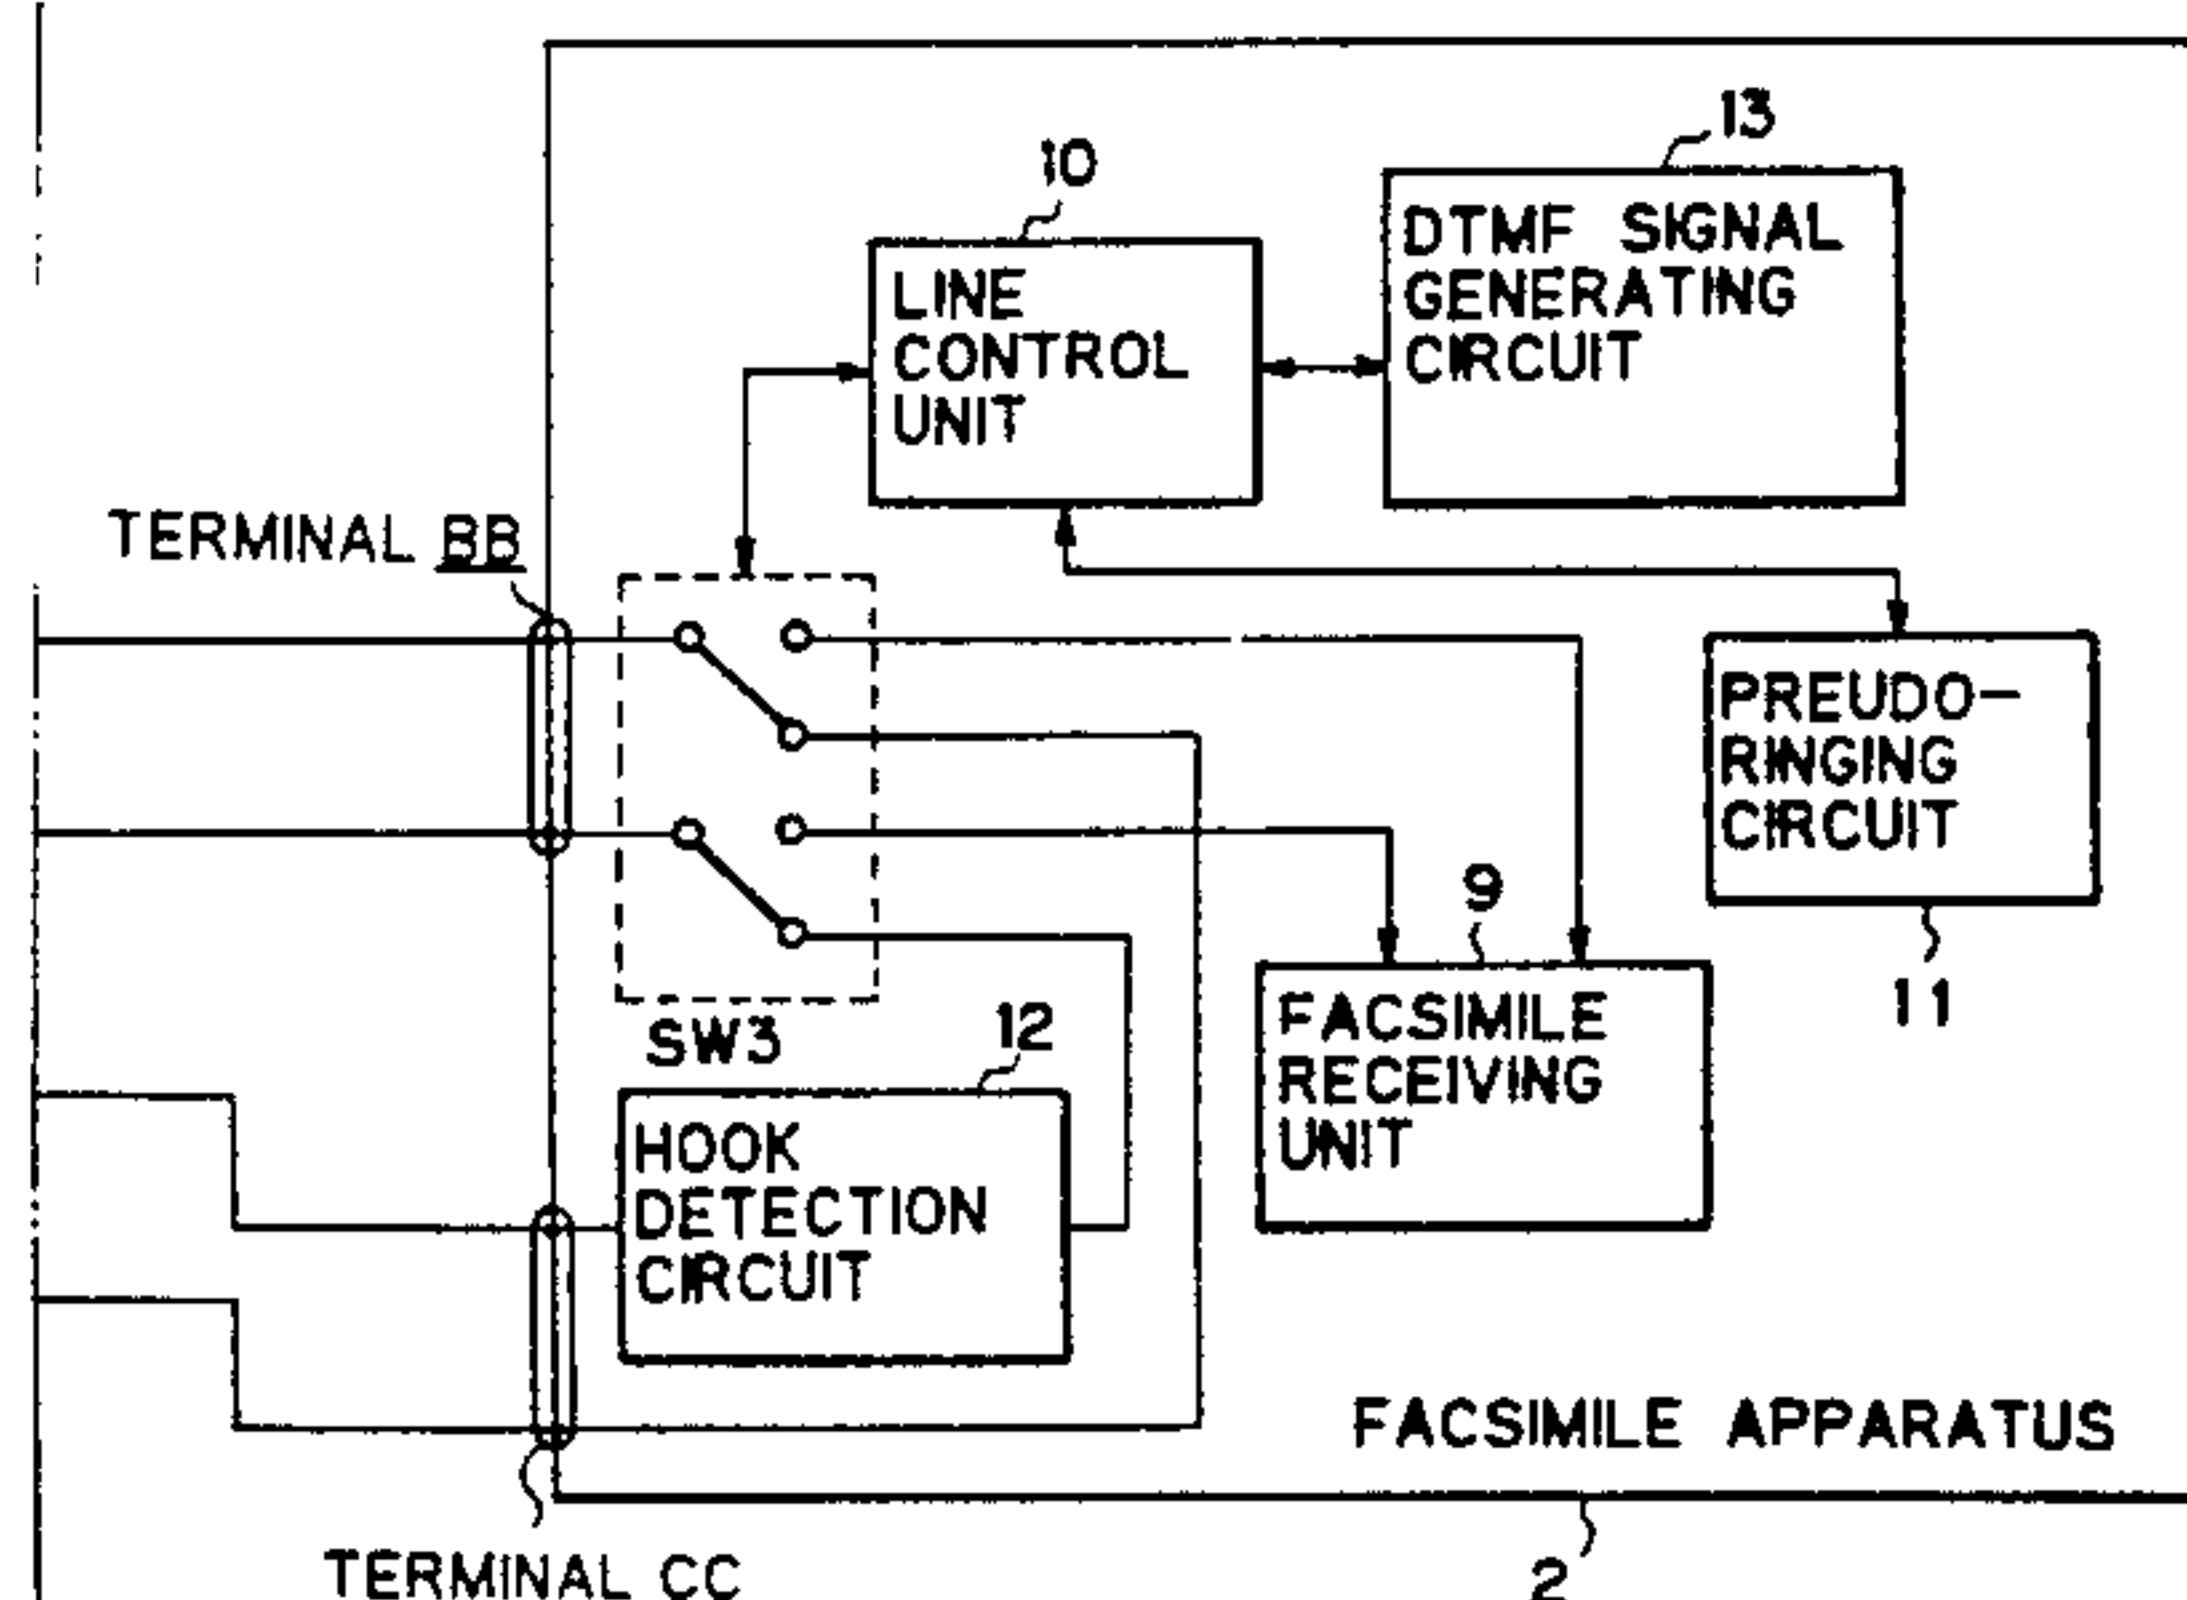 13
10
DTMF SIGNAL
GENERATING
CIRCUIT
LINE
CONTROL
UNIT
TERMINAL BB
PREUDO-
RINGING
CIRCUIT
9
11
SW3
12
FACSIMILE
RECEIVING
UNIT
HOOK
DETECTION
CIRCUIT
FACSIMILE APPARATUS
TERMINAL CC
2